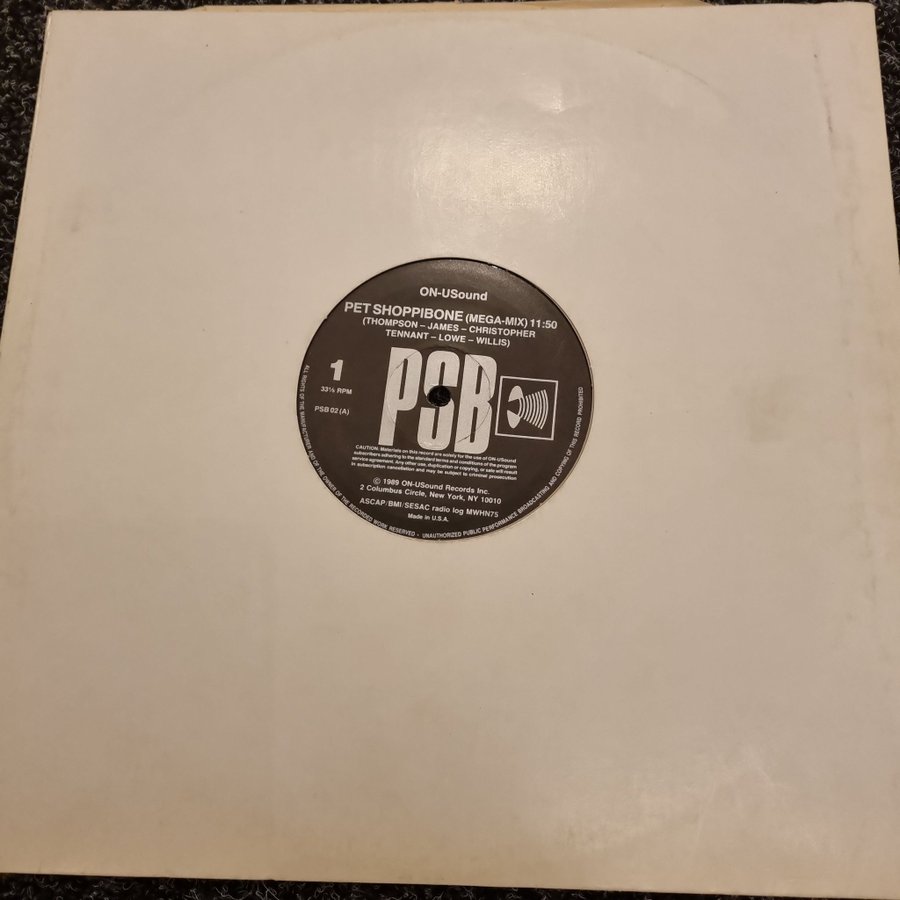 ON-USound
PET SHOPPIBONE (MEGA-MIX) 11:50
(THOMPSON – JAMES – CHRISTOPHER
TENNANT – LOWE – WILLIS)
PSB
1
33⅓ RPM
PSB 02 (A)
CAUTION. Materials on this record are solely for the use of ON-USound
subscribers adhering to the standard terms and conditions of the program
service agreement. Any other use, duplication or copying, or sale will result
in subscription cancellation and may be subject to criminal prosecution
© 1989 ON-USound Records Inc.
2 Columbus Circle, New York, NY 10010
ASCAP/BMI/SESAC radio log MWHN75
Made in U.S.A.
ALL RIGHTS OF THE MANUFACTURER AND OF THE OWNER OF THE RECORDED WORK RESERVED - UNAUTHORIZED PUBLIC PERFORMANCE BROADCASTING AND COPYING OF THIS RECORD PROHIBITED